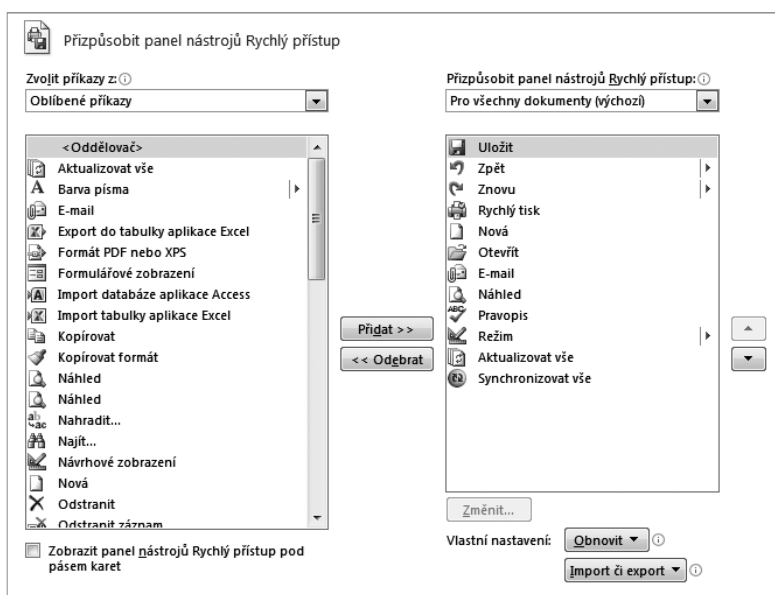 Přizpůsobit panel nástrojů Rychlý přístup
Zvolit příkazy z:
Oblíbené příkazy
<Oddělovač>
Aktualizovat vše
Barva písma
E-mail
Export do tabulky aplikace Excel
Formát PDF nebo XPS
Formulářové zobrazení
Import databáze aplikace Access
Import tabulky aplikace Excel
Kopírovat
Kopírovat formát
Náhled
Náhled
Nahradit...
Najít...
Návrhové zobrazení
Nová
Odstranit
Odstranit záznam
Zobrazit panel nástrojů Rychlý přístup pod
pásem karet
Přidat >>
<< Odebrat
Přizpůsobit panel nástrojů Rychlý přístup:
Pro všechny dokumenty (výchozí)
Uložit
Zpět
Znovu
Rychlý tisk
Nová
Otevřít
E-mail
Náhled
Pravopis
Režim
Aktualizovat vše
Synchronizovat vše
Změnit...
Vlastní nastavení:
Obnovit
Import či export